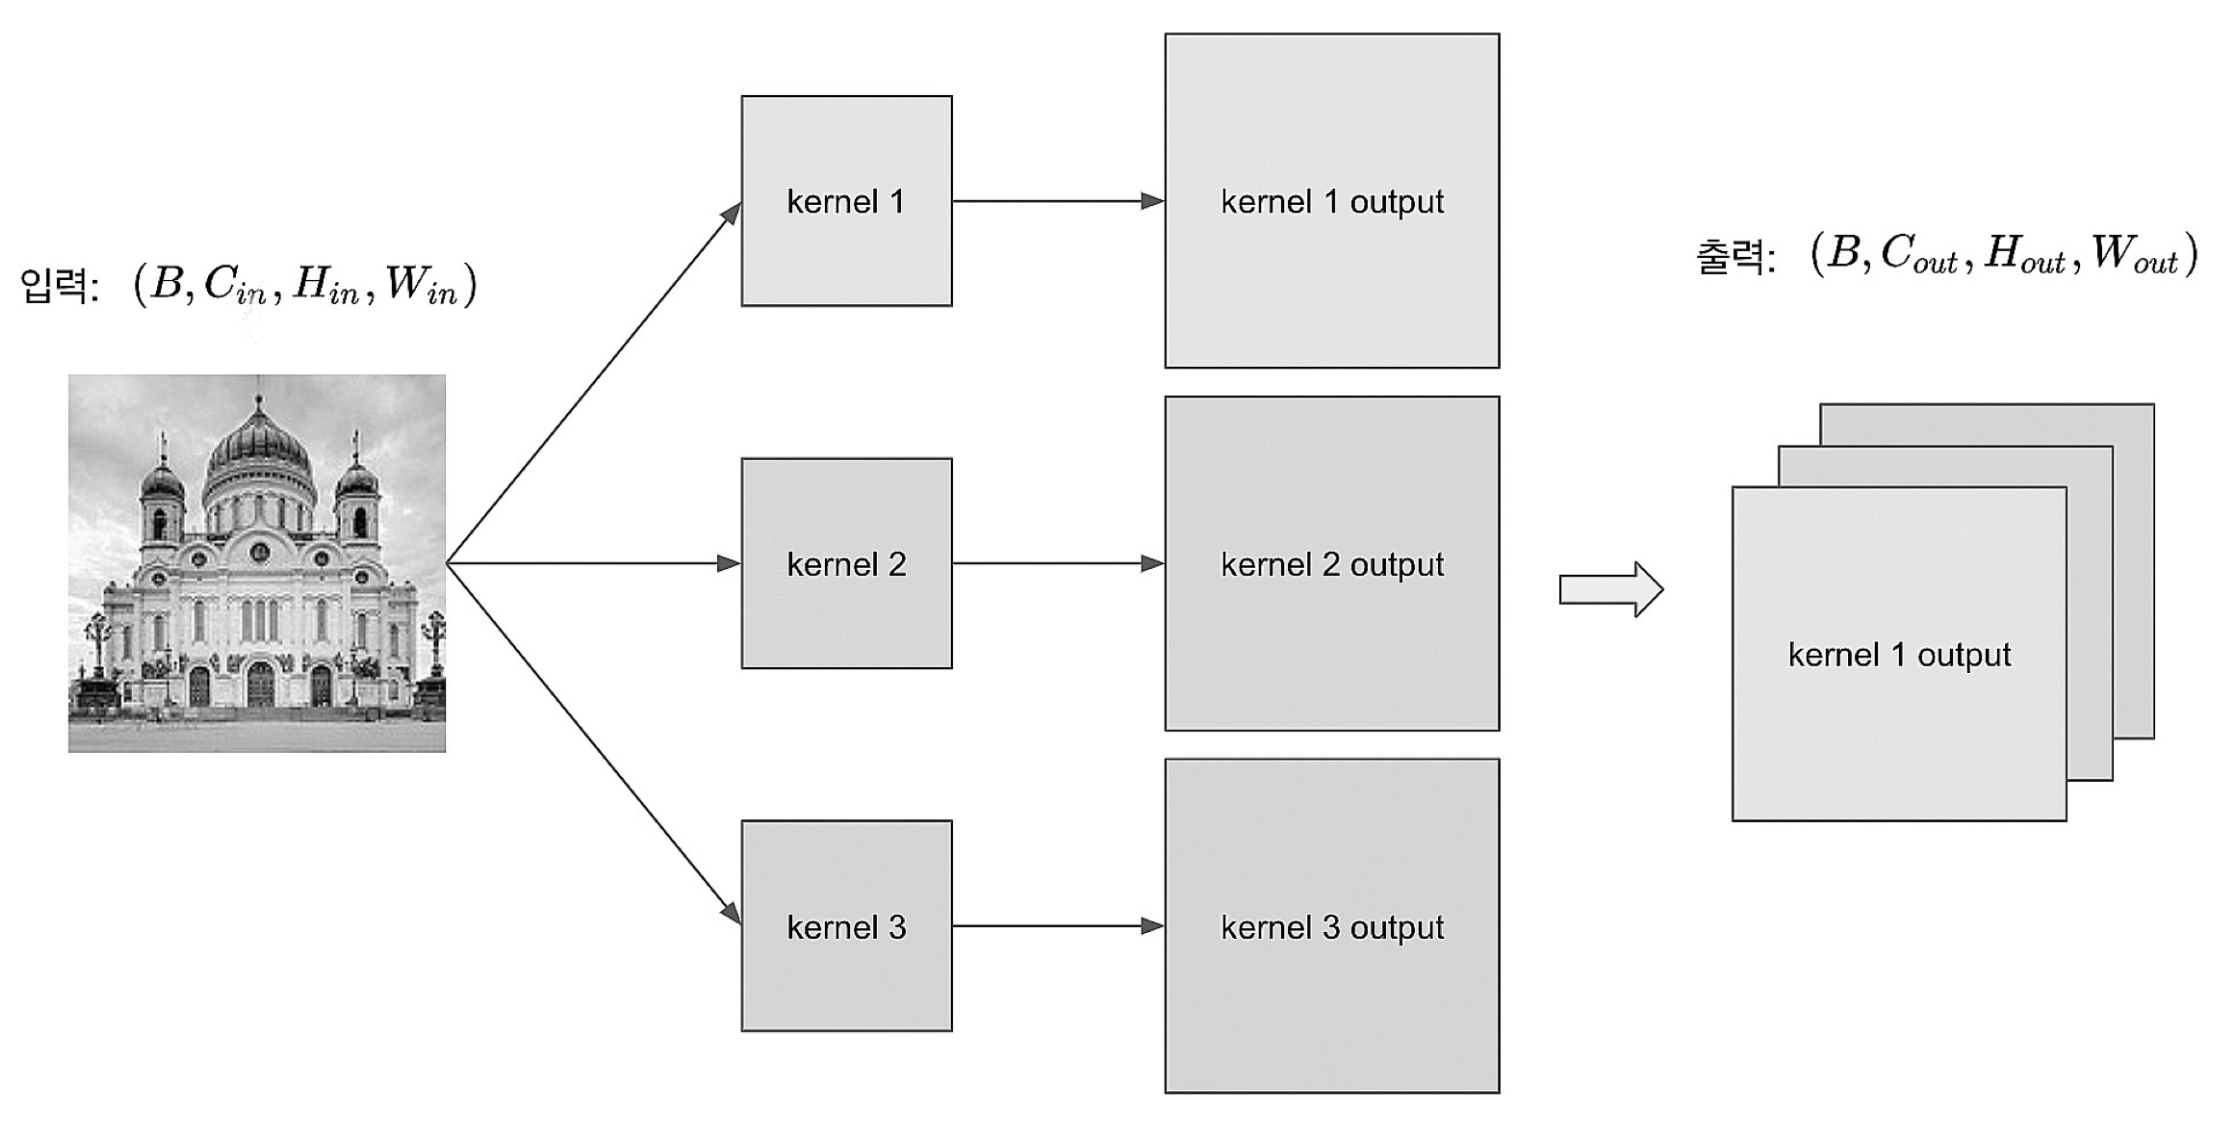 입력: (B, C_{in}, H_{in}, W_{in})
kernel 1
kernel 2
kernel 3
kernel 1 output
kernel 2 output
kernel 3 output
출력: (B, C_{out}, H_{out}, W_{out})
kernel 1 output